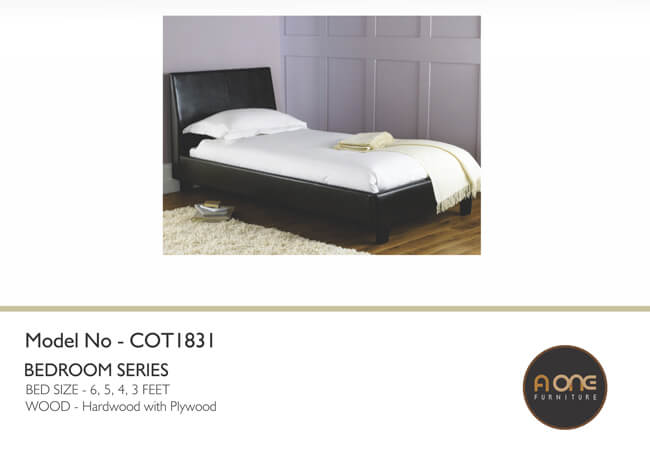 Model No - COT1831
BEDROOM SERIES
BED SIZE - 6, 5, 4, 3 FEET
WOOD - Hardwood with Plywood
A ONE
FURNITURE